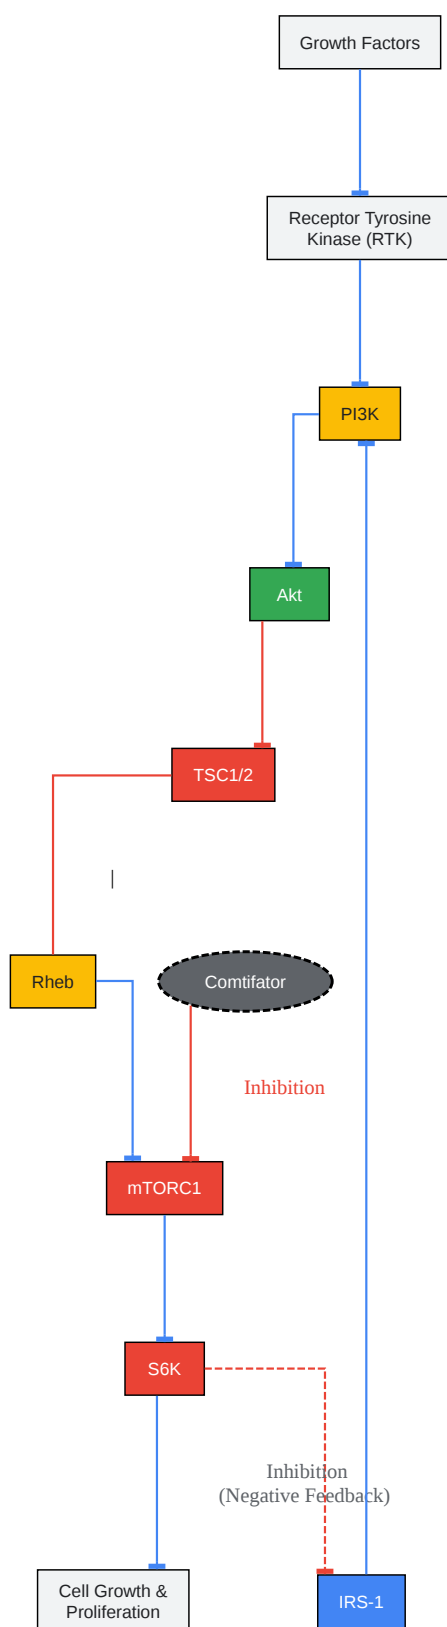 Growth Factors
Receptor Tyrosine
Kinase (RTK)
PI3K
Akt
TSC1/2
|
Rheb
Comtifator
Inhibition
mTORC1
S6K
Inhibition
(Negative Feedback)
Cell Growth &
Proliferation
IRS-1